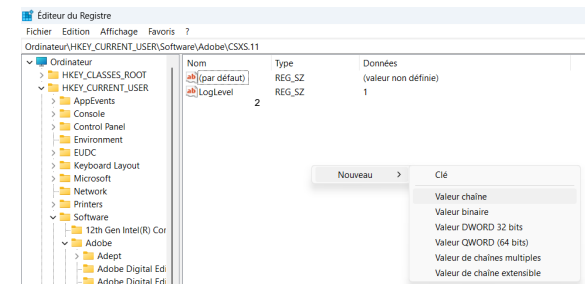 Éditeur du Registre
Fichier Edition Affichage Favoris ?
Ordinateur\HKEY_CURRENT_USER\Software\Adobe\CSXS.11
Ordinateur
HKEY_CLASSES_ROOT
HKEY_CURRENT_USER
AppEvents
Console
Control Panel
Environment
EUDC
Keyboard Layout
Microsoft
Network
Printers
Software
12th Gen Intel(R) Cor
Adobe
Adept
Adobe Digital Edi
Adobe Digital Edi
Nom Type Données
ab (par défaut) REG_SZ (valeur non définie)
ab LogLevel REG_SZ 1
2
Nouveau
Clé
Valeur chaîne
Valeur binaire
Valeur DWORD 32 bits
Valeur QWORD (64 bits)
Valeur de chaînes multiples
Valeur de chaîne extensible